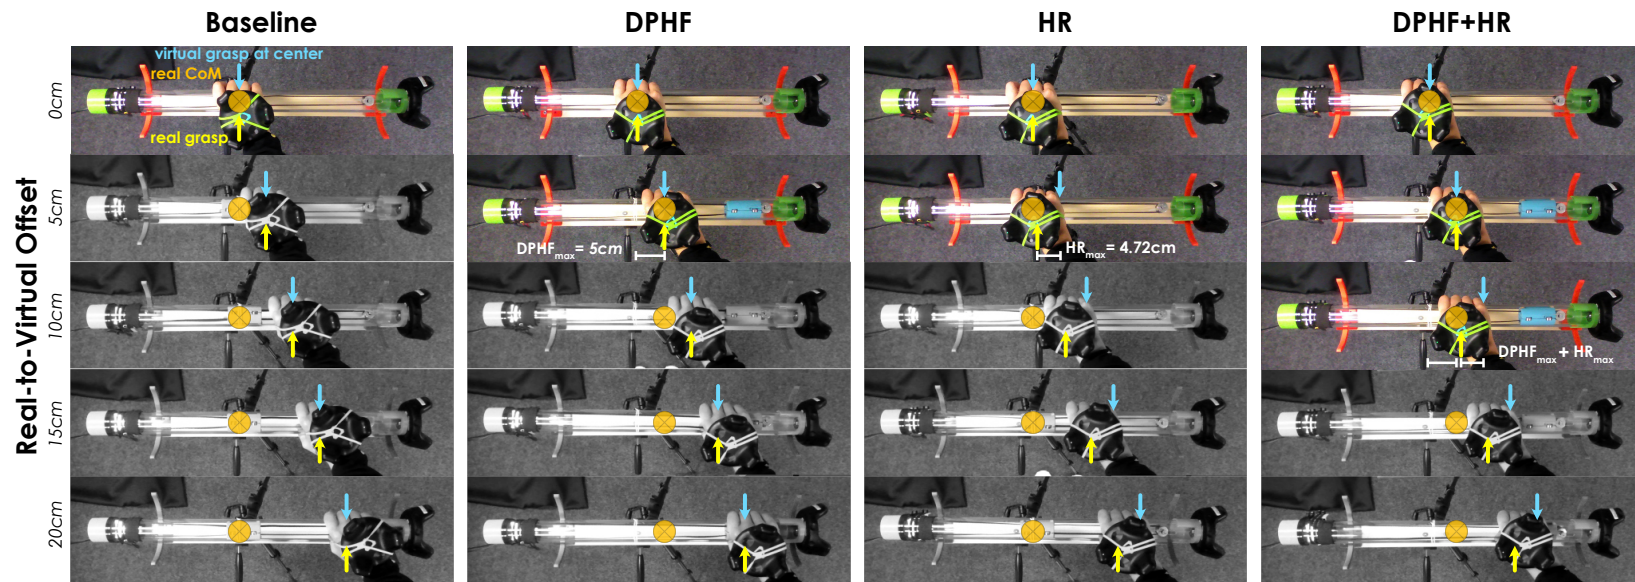 Baseline
DPHF
HR
DPHF+HR
Real-to-Virtual Offset
0cm
virtual grasp at center
real CoM
real grasp
5cm
DPHFmax = 5cm
HRmax = 4.72cm
10cm
DPHFmax + HRmax
15cm
20cm